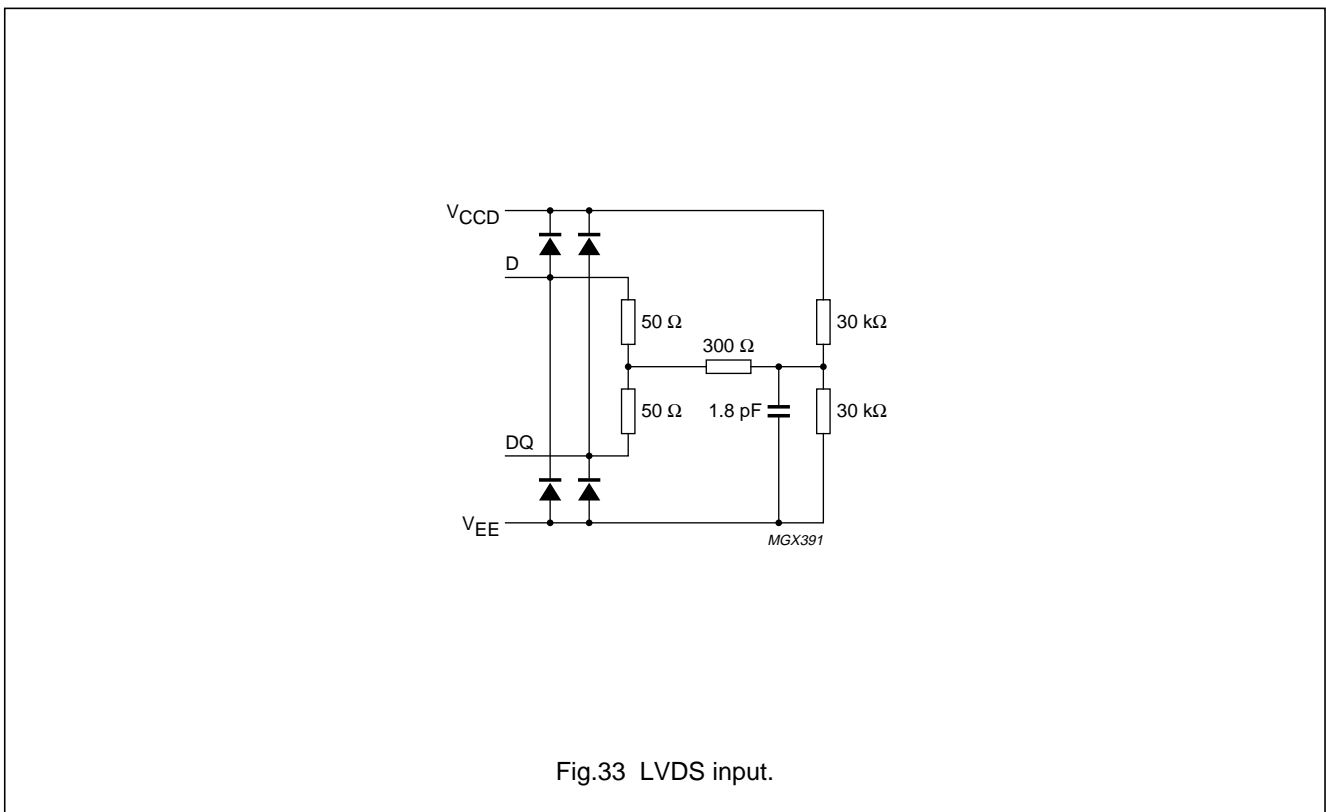 VCCD
D
50 Ω
30 kΩ
300 Ω
50 Ω
1.8 pF
30 kΩ
DQ
VEE
MGX391
Fig.33 LVDS input.